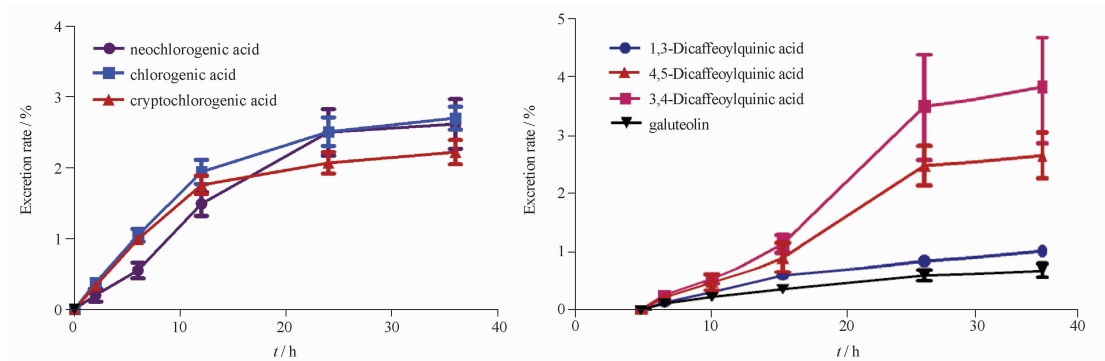 4
3
2
1
0
0
10
20
30
40
Excretion rate / %
t / h
neochlorogenic acid
chlorogenic acid
cryptochlorogenic acid
5
4
3
2
1
0
0
10
20
30
40
Excretion rate / %
t / h
1,3-Dicaffeoylquinic acid
4,5-Dicaffeoylquinic acid
3,4-Dicaffeoylquinic acid
galuteolin